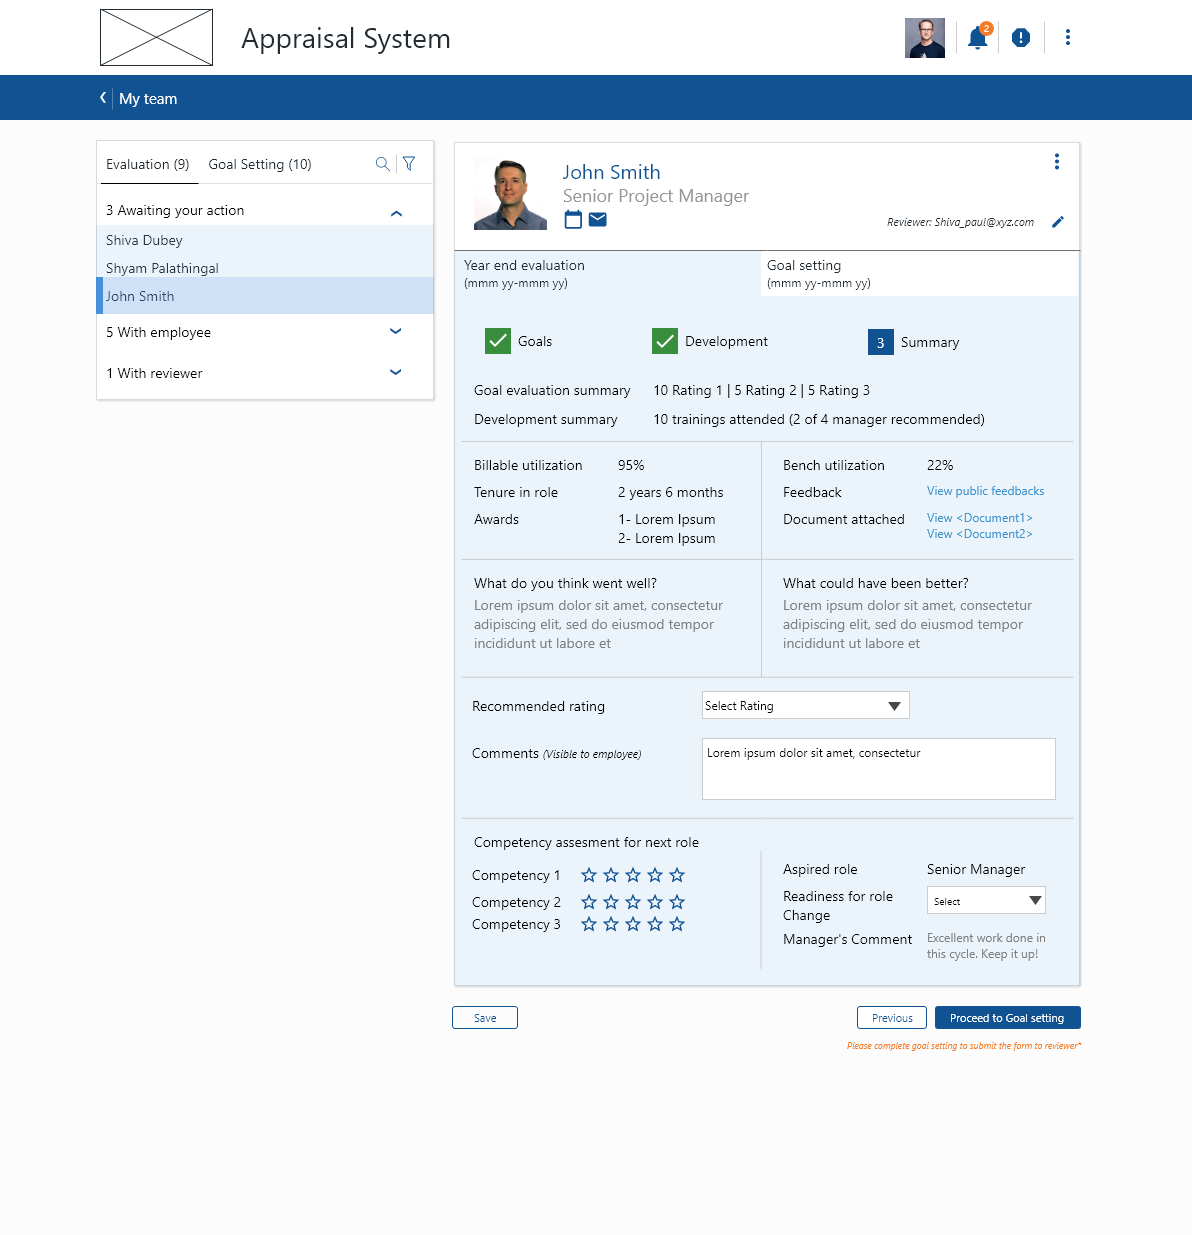 Appraisal System
2
My team
Evaluation (9) Goal Setting (10)
3 Awaiting your action
Shiva Dubey
Shyam Palathingal
John Smith
5 With employee
1 With reviewer
John Smith
Senior Project Manager
Reviewer: Shiva_paul@xyz.com
Year end evaluation
(mmm yy-mmm yy)
Goal setting
(mmm yy-mmm yy)
Goals
Development
3 Summary
Goal evaluation summary 10 Rating 1 | 5 Rating 2 | 5 Rating 3
Development summary 10 trainings attended (2 of 4 manager recommended)
Billable utilization 95%
Tenure in role 2 years 6 months
Awards 1- Lorem Ipsum
2- Lorem Ipsum
Bench utilization 22%
Feedback View public feedbacks
Document attached View <Document1>
View <Document2>
What do you think went well?
Lorem ipsum dolor sit amet, consectetur
adipiscing elit, sed do eiusmod tempor
incididunt ut labore et
What could have been better?
Lorem ipsum dolor sit amet, consectetur
adipiscing elit, sed do eiusmod tempor
incididunt ut labore et
Recommended rating Select Rating
Comments (Visible to employee) Lorem ipsum dolor sit amet, consectetur
Competency assesment for next role
Competency 1
Competency 2
Competency 3
Aspired role Senior Manager
Readiness for role
Change
Select
Manager's Comment Excellent work done in
this cycle. Keep it up!
Save
Previous
Proceed to Goal setting
Please complete goal setting to submit the form to reviewer*